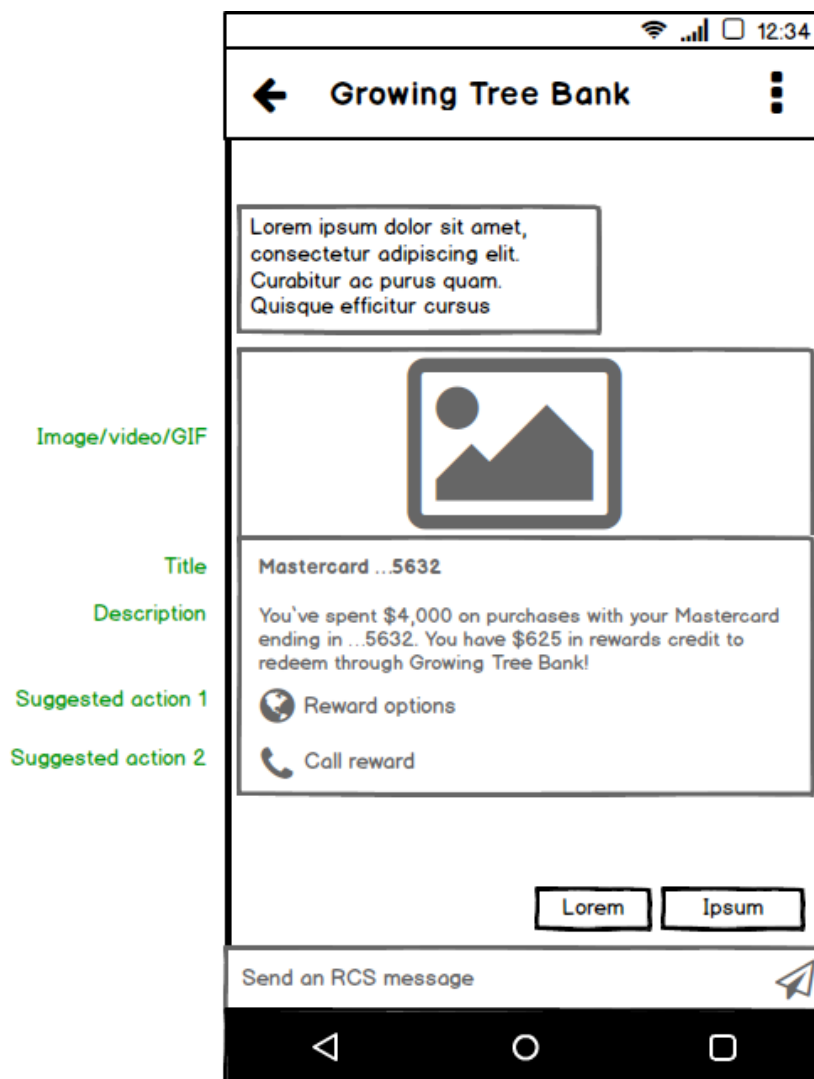 12:34
Growing Tree Bank
Lorem ipsum dolor sit amet,
consectetur adipiscing elit.
Curabitur ac purus quam.
Quisque efficitur cursus
Image/video/GIF
Title
Mastercard ...5632
Description
You`ve spent $4,000 on purchases with your Mastercard
ending in ...5632. You have $625 in rewards credit to
redeem through Growing Tree Bank!
Suggested action 1
Reward options
Suggested action 2
Call reward
Lorem
Ipsum
Send an RCS message